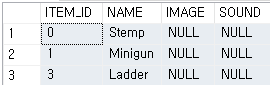 ITEM_ID NAME IMAGE SOUND
1 0 Stemp NULL NULL
2 1 Minigun NULL NULL
3 3 Ladder NULL NULL